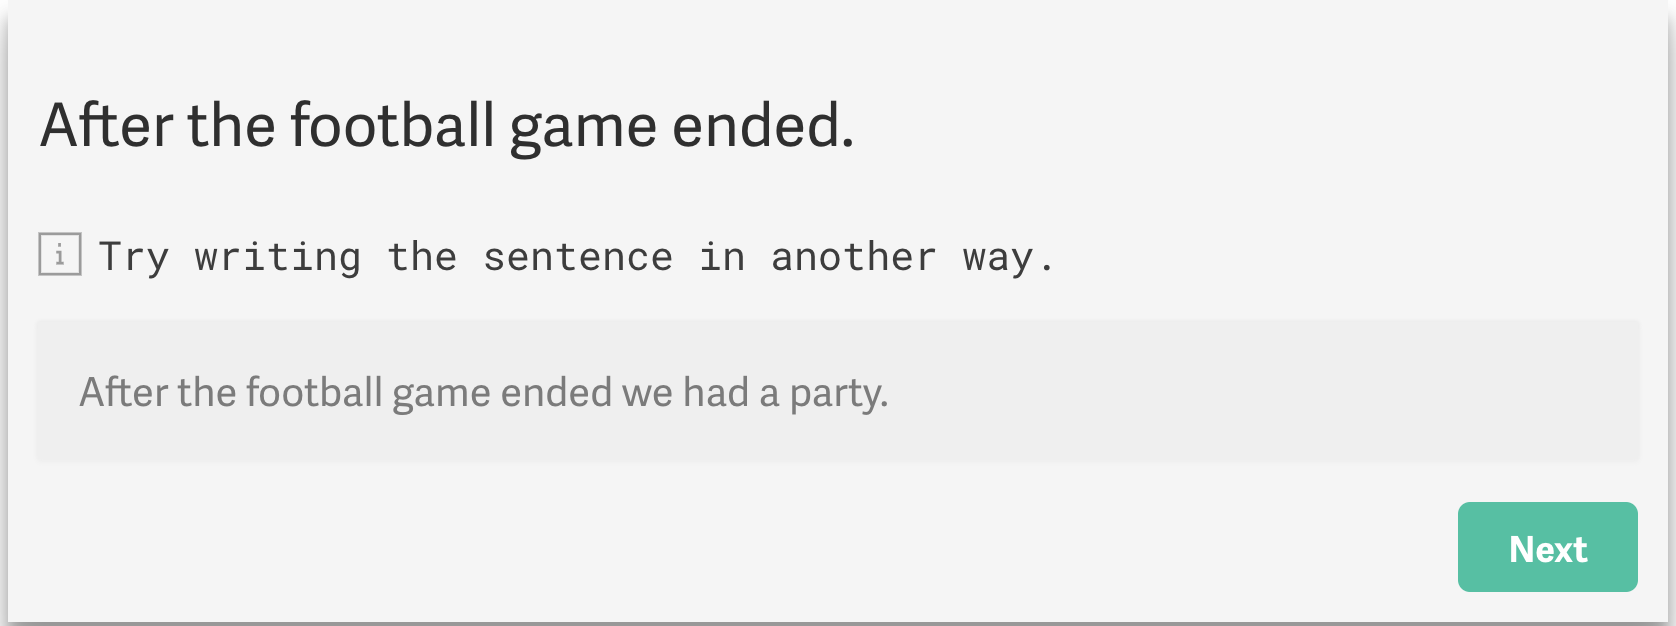 After the football game ended.
i Try writing the sentence in another way.
After the football game ended we had a party.
Next